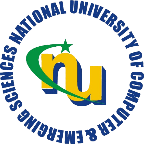 NATIONAL UNIVERSITY OF COMPUTER & EMERGING SCIENCES
nu